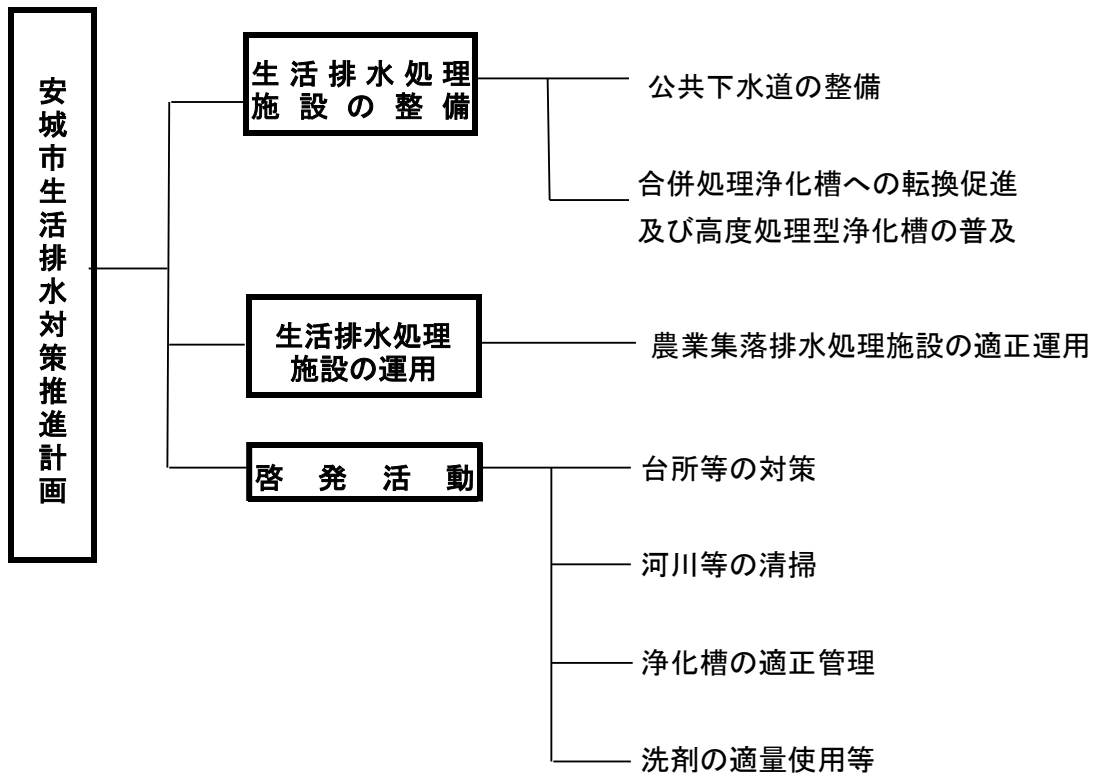 安城市生活排水対策推進計画
生活排水処理
施設の整備
公共下水道の整備
合併処理浄化槽への転換促進
及び高度処理型浄化槽の普及
生活排水処理
施設の運用
農業集落排水処理施設の適正運用
啓発活動
台所等の対策
河川等の清掃
浄化槽の適正管理
洗剤の適量使用等